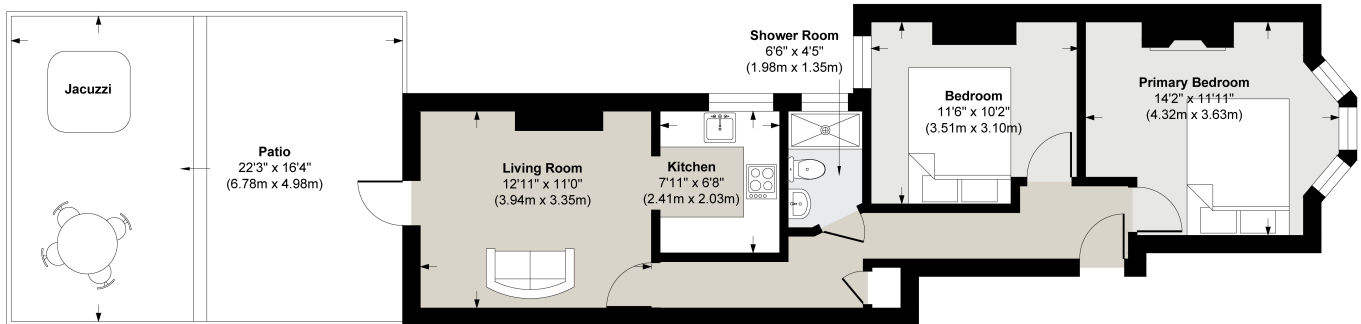 Jacuzzi
Patio
22'3" x 16'4"
(6.78m x 4.98m)
Living Room
12'11" x 11'0"
(3.94m x 3.35m)
Kitchen
7'11" x 6'8"
(2.41m x 2.03m)
Shower Room
6'6" x 4'5"
(1.98m x 1.35m)
Bedroom
11'6" x 10'2"
(3.51m x 3.10m)
Primary Bedroom
14'2" x 11'11"
(4.32m x 3.63m)